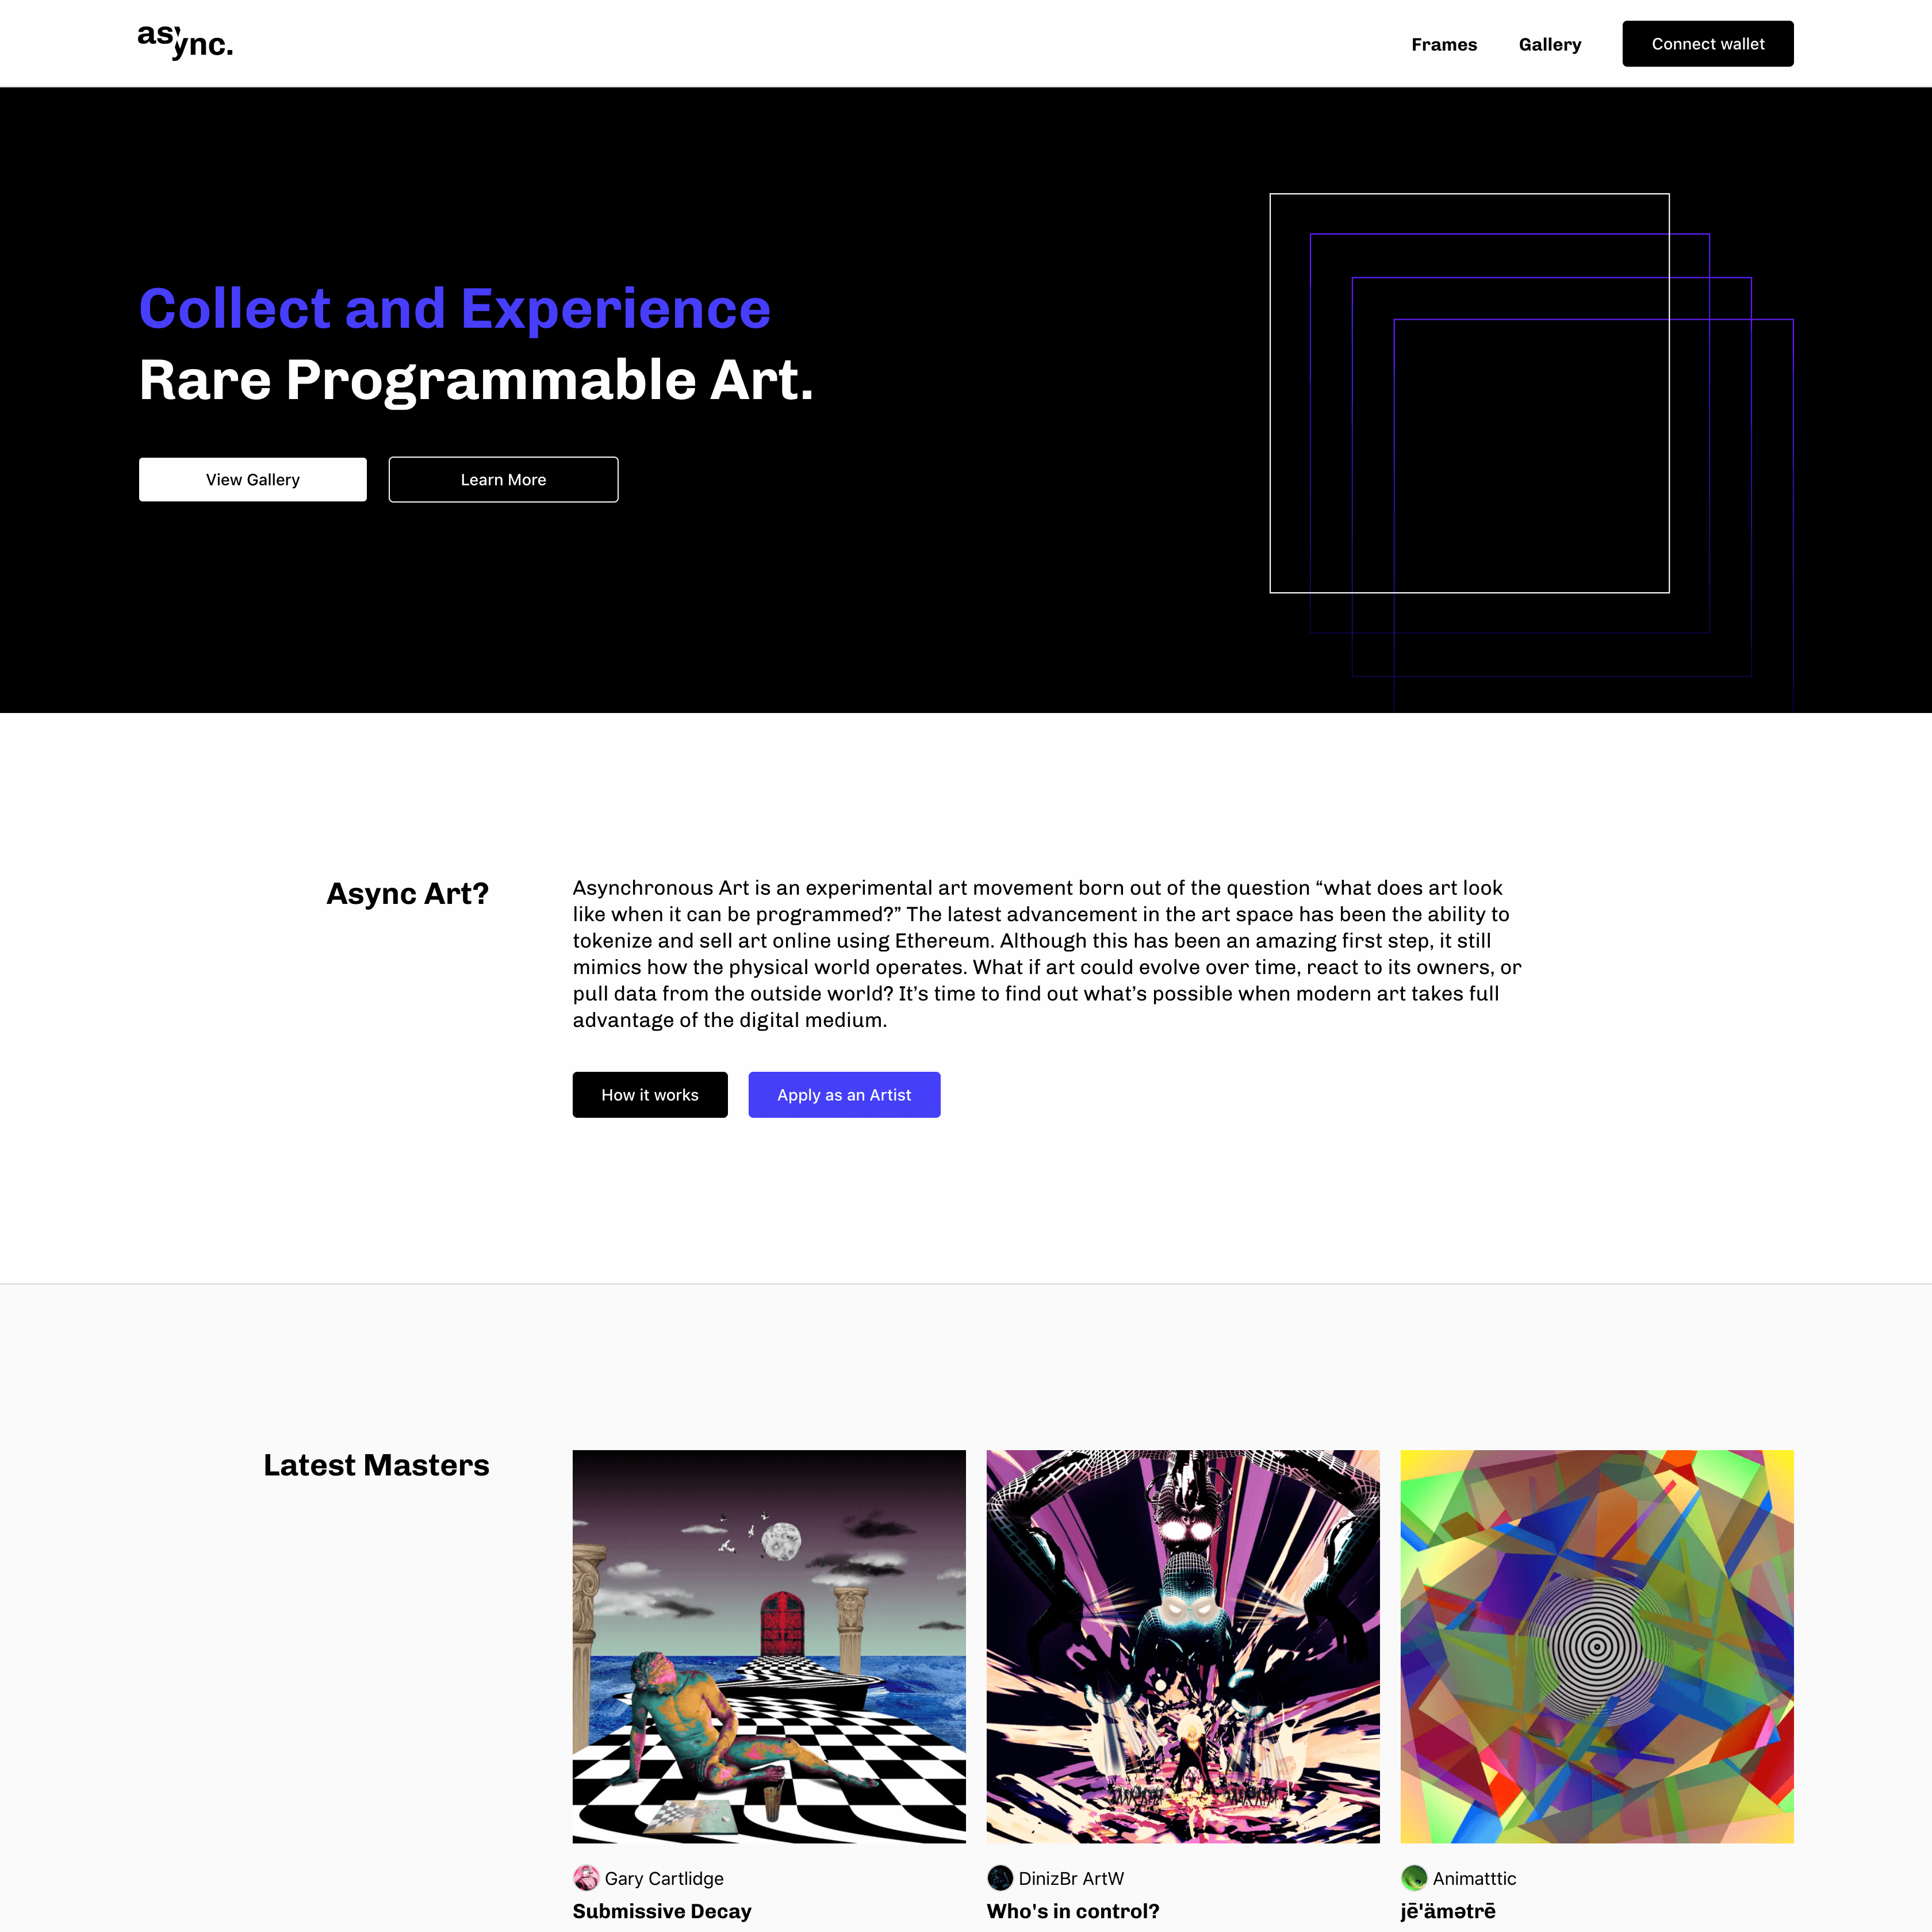 async.
Frames
Gallery
Connect wallet
Collect and Experience
Rare Programmable Art.
View Gallery
Learn More
Async Art?
Asynchronous Art is an experimental art movement born out of the question “what does art look
like when it can be programmed?” The latest advancement in the art space has been the ability to
tokenize and sell art online using Ethereum. Although this has been an amazing first step, it still
mimics how the physical world operates. What if art could evolve over time, react to its owners, or
pull data from the outside world? It’s time to find out what’s possible when modern art takes full
advantage of the digital medium.
How it works
Apply as an Artist
Latest Masters
Gary Cartlidge
Submissive Decay
DinizBr ArtW
Who's in control?
Animatttic
jē'ämətrē